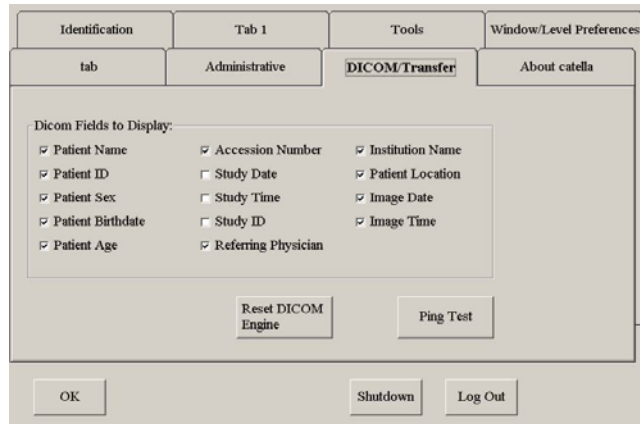 Identification Tab 1 Tools Window/Level Preferences
tab Administrative DICOM/Transfer About catella
Dicom Fields to Display:
Patient Name Accession Number Institution Name
Patient ID Study Date Patient Location
Patient Sex Study Time Image Date
Patient Birthdate Study ID Image Time
Patient Age Referring Physician
Reset DICOM
Engine
Ping Test
OK Shutdown Log Out